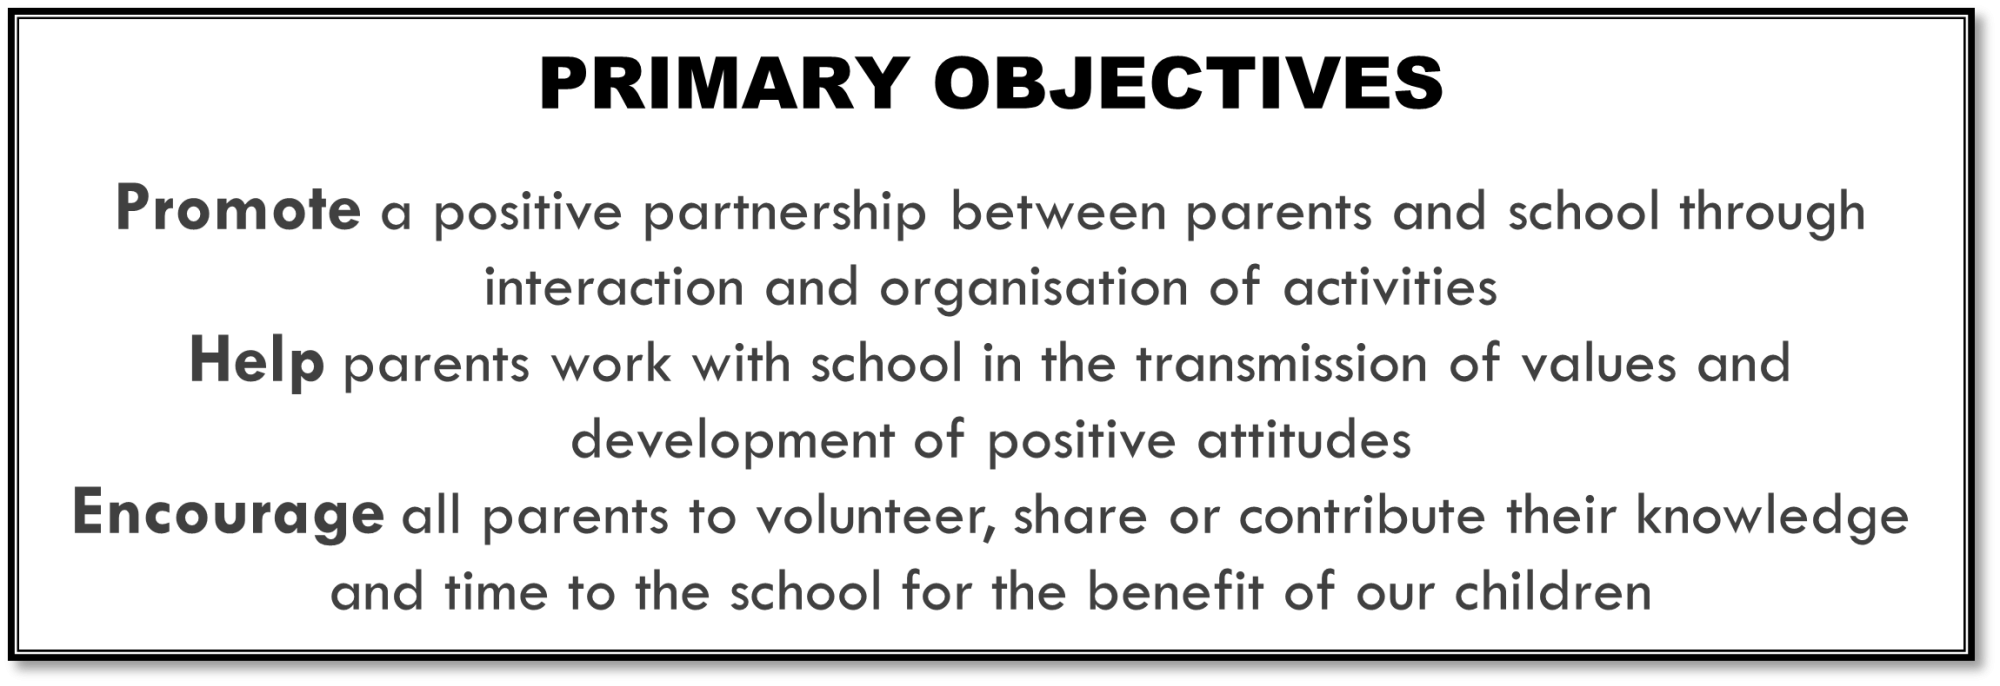 PRIMARY OBJECTIVES
Promote a positive partnership between parents and school through
interaction and organisation of activities
Help parents work with school in the transmission of values and
development of positive attitudes
Encourage all parents to volunteer, share or contribute their knowledge
and time to the school for the benefit of our children